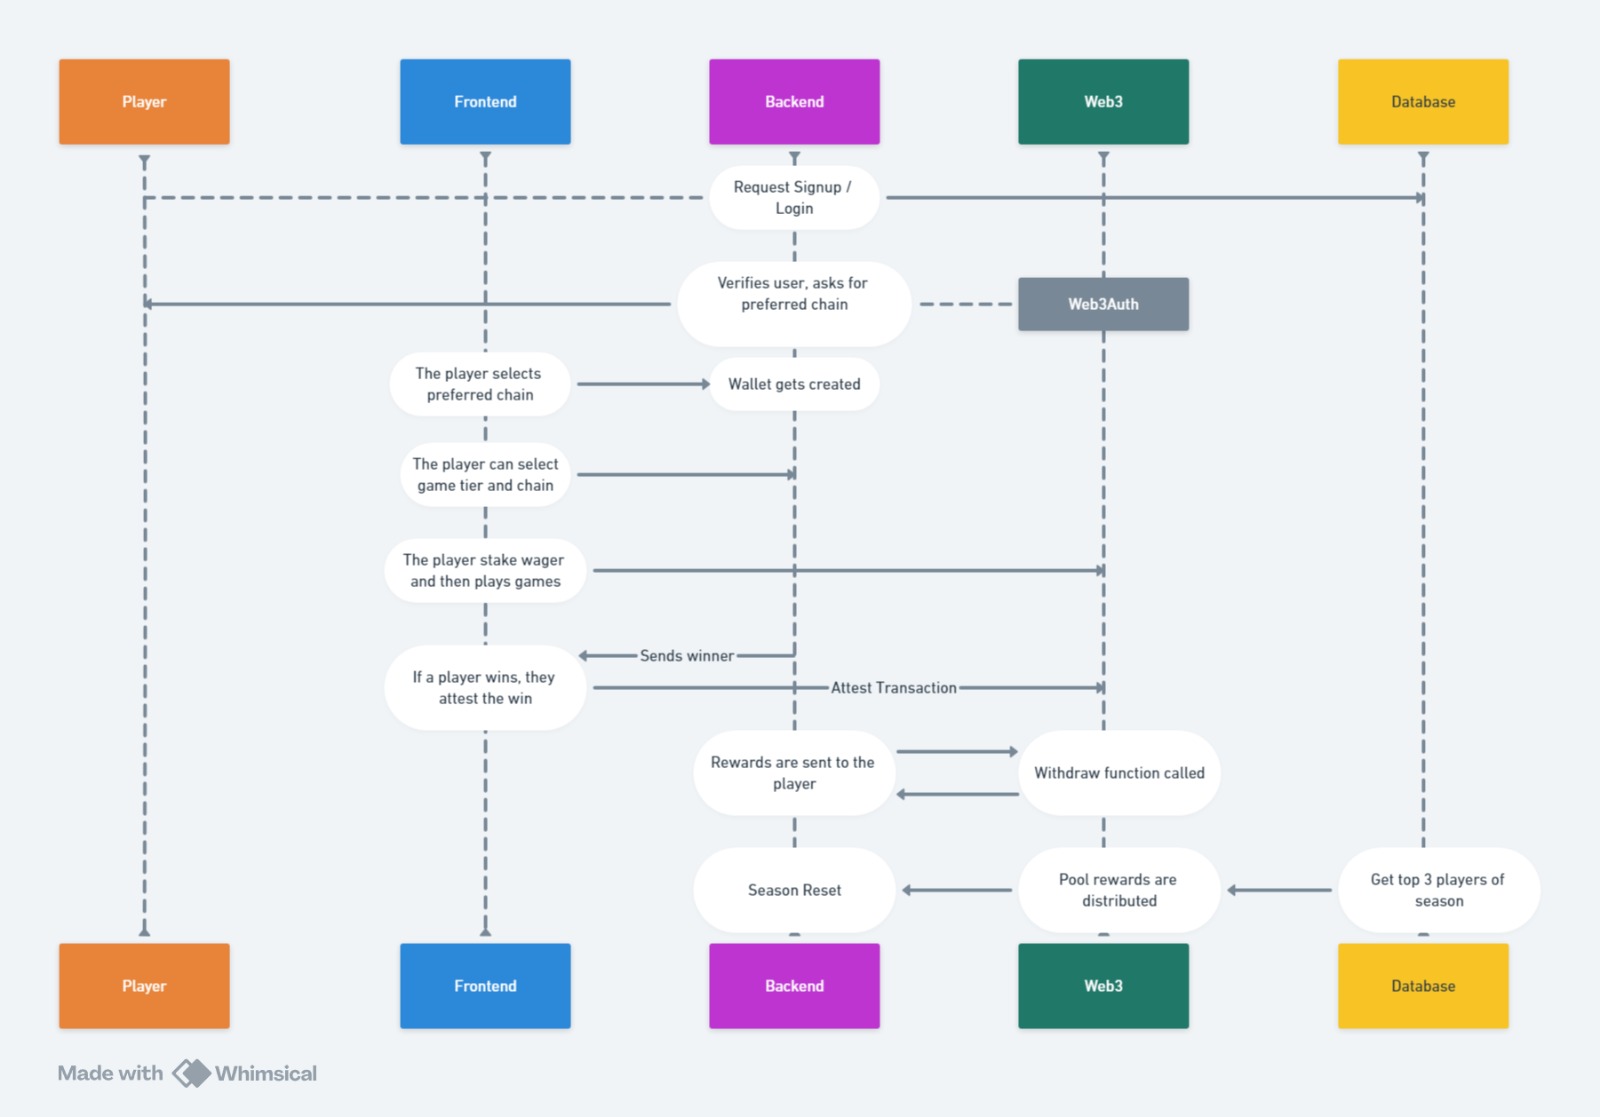 Player
Frontend
Backend
Web3
Database
Request Signup /
Login
Verifies user, asks for
preferred chain
Web3Auth
The player selects
preferred chain
Wallet gets created
The player can select
game tier and chain
The player stake wager
and then plays games
Sends winner
If a player wins, they
attest the win
Attest Transaction
Rewards are sent to the
player
Withdraw function called
Season Reset
Pool rewards are
distributed
Get top 3 players of
season
Player
Frontend
Backend
Web3
Database
Made with Whimsical